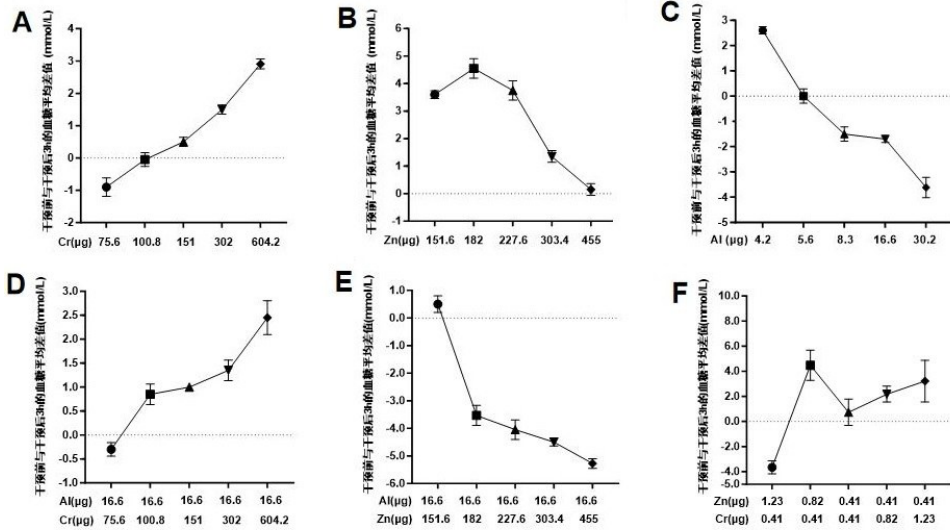 A
干预前与干预后3h的血糖平均差值 (mmol/L)
4
3
2
1
0
-1
-2
Cr(μg) 75.6 100.8 151 302 604.2
B
干预前与干预后3h的血糖平均差值 (mmol/L)
6
5
4
3
2
1
0
-1
Zn(μg) 151.6 182 227.6 303.4 455
C
干预前与干预后3h的血糖平均差值 (mmol/L)
3
2
1
0
-1
-2
-3
-4
-5
Al (μg) 4.2 5.6 8.3 16.6 30.2
D
干预前与干预后3h的血糖平均差值(mmol/L)
3.0
2.5
2.0
1.5
1.0
0.5
0.0
-0.5
-1.0
Al(μg) 16.6 16.6 16.6 16.6 16.6
Cr(μg) 75.6 100.8 151 302 604.2
E
干预前与干预后3h的血糖平均差值(mmol/L)
1.0
0.0
-1.0
-2.0
-3.0
-4.0
-5.0
-6.0
Al(μg) 16.6 16.6 16.6 16.6 16.6
Zn(μg) 151.6 182 227.6 303.4 455
F
干预前与干预后3h的血糖平均差值(mmol/L)
10.0
8.0
6.0
4.0
2.0
0.0
-2.0
-4.0
-5.0
Zn(μg) 1.23 0.82 0.41 0.41 0.41
Cr(μg) 0.41 0.41 0.41 0.82 1.23